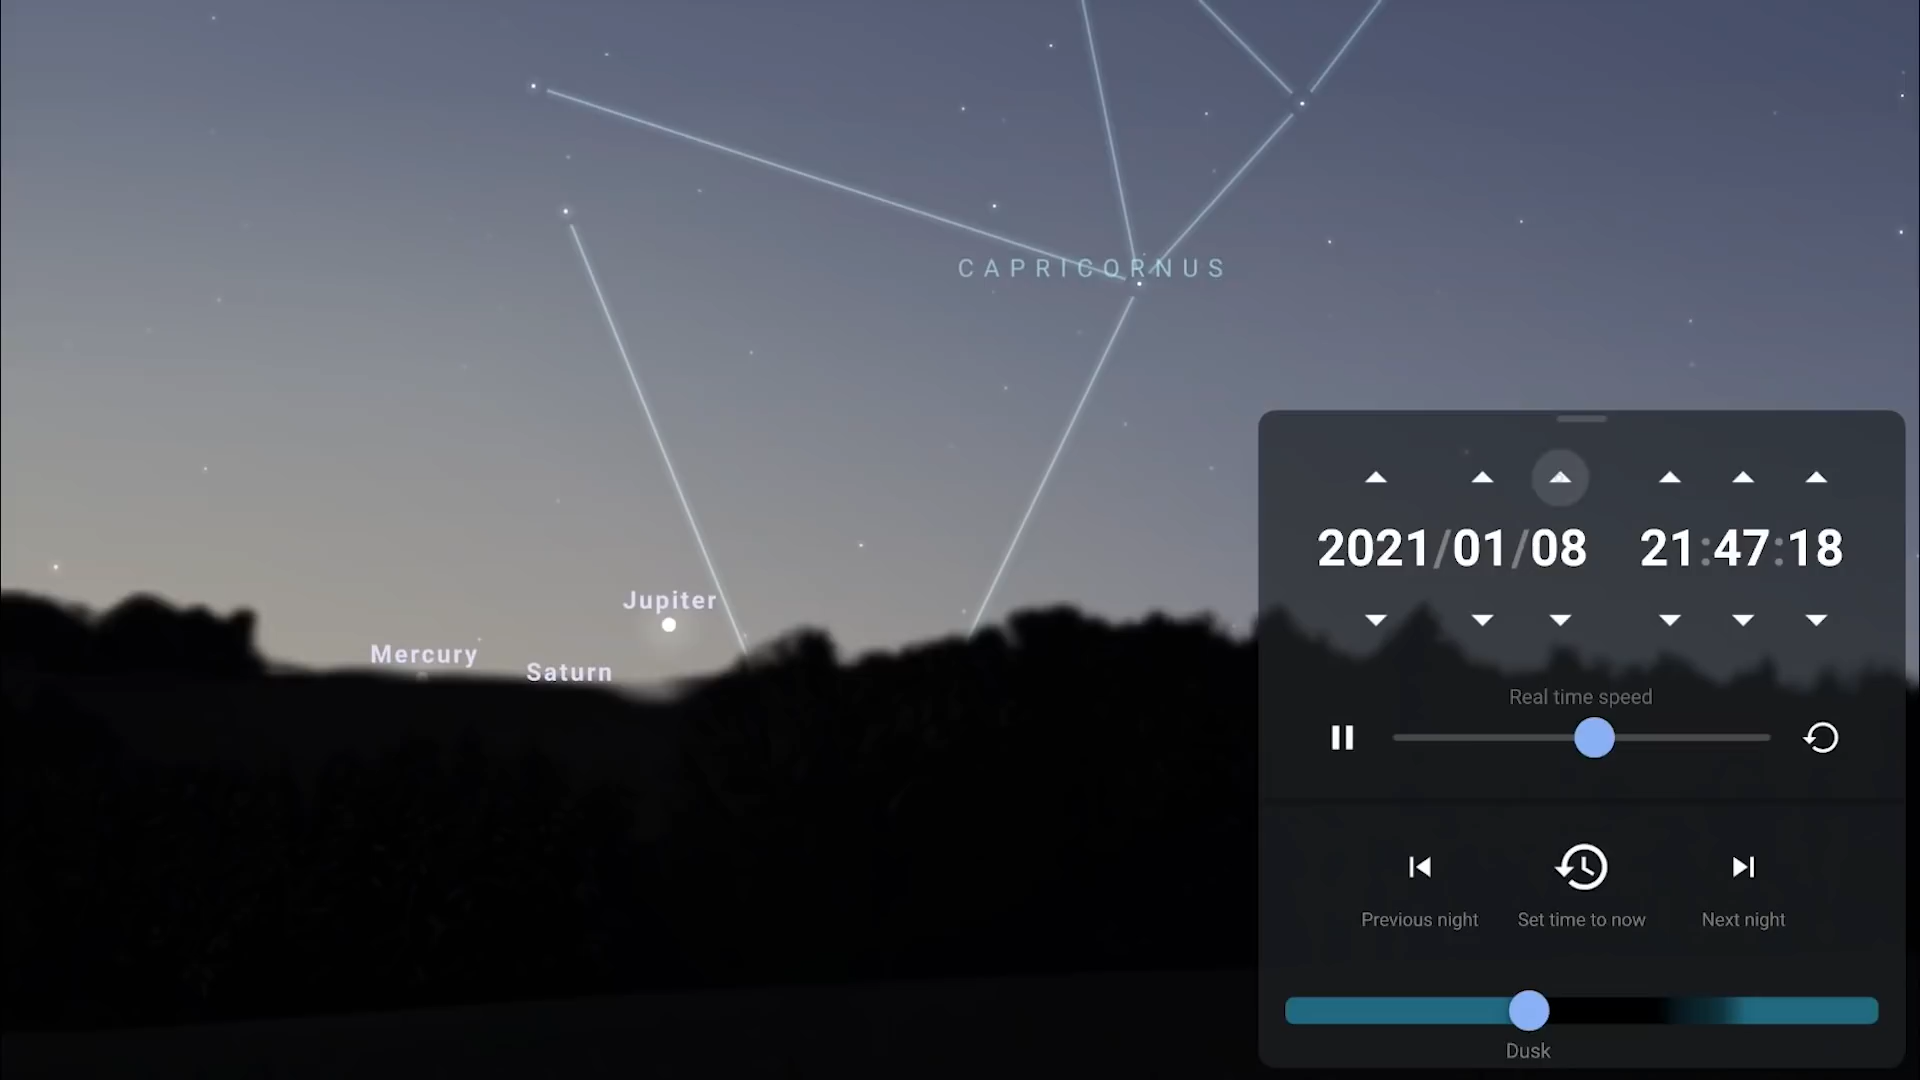 CAPRICORNUS
Jupiter
Mercury
Saturn
2021/01/08 21:47:18
Real time speed
Previous night Set time to now Next night
Dusk